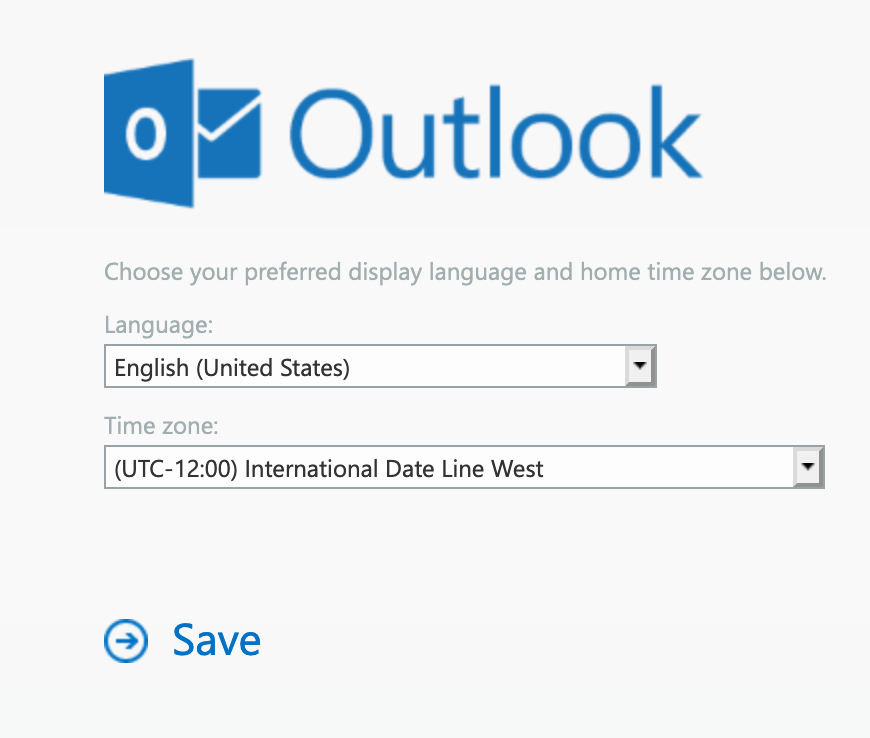 Outlook
Choose your preferred display language and home time zone below.
Language:
English (United States)
Time zone:
(UTC-12:00) International Date Line West
Save